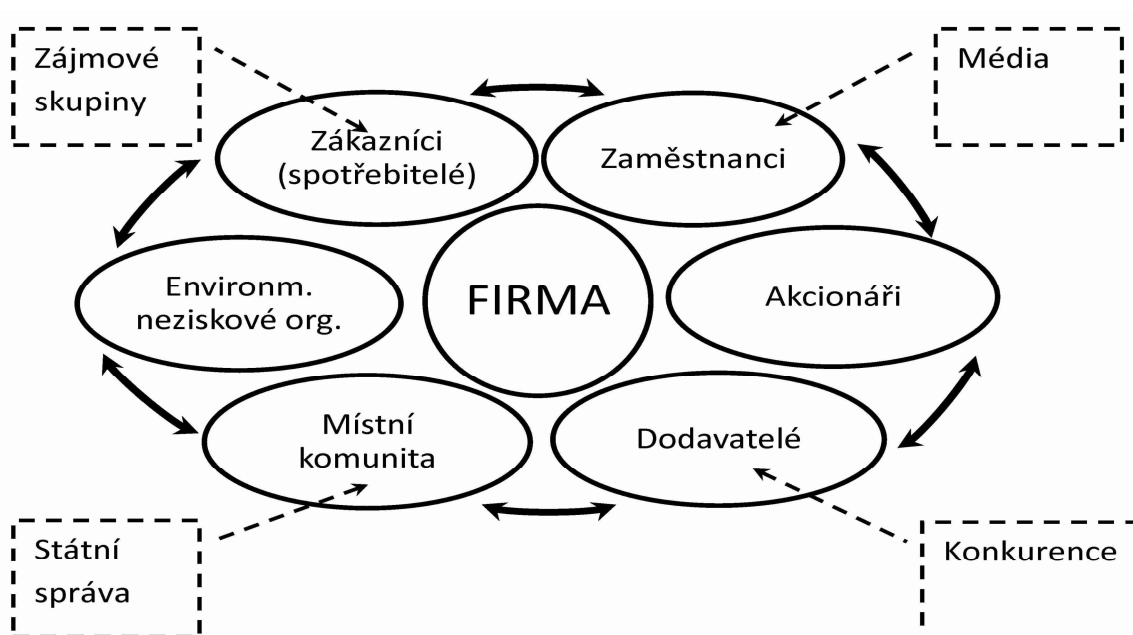 Zájmové
skupiny
Média
Zákazníci
(spotřebitelé)
Zaměstnanci
Environm.
neziskové org.
FIRMA
Akcionáři
Místní
komunita
Dodavatelé
Státní
správa
Konkurence